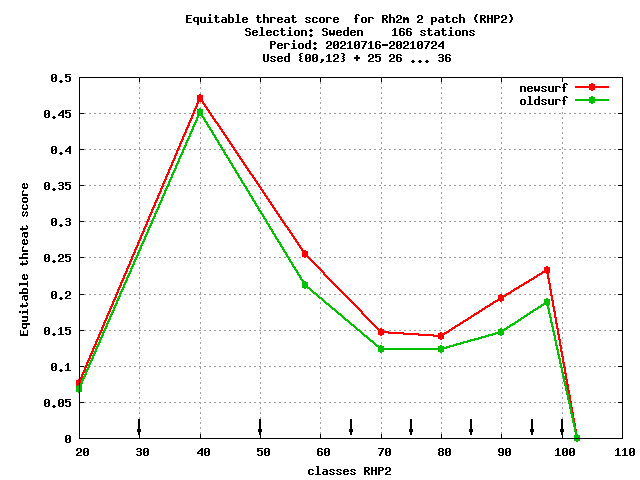 Equitable threat score  for Rh2m 2 patch (RHP2)
Selection: Sweden    166 stations
Period: 20210716-20210724
Used {00,12} + 25 26 ... 36
newsurf
oldsurf
Equitable threat score
0.5
0.45
0.4
0.35
0.3
0.25
0.2
0.15
0.1
0.05
0
20 30 40 50 60 70 80 90 100 110
classes RHP2